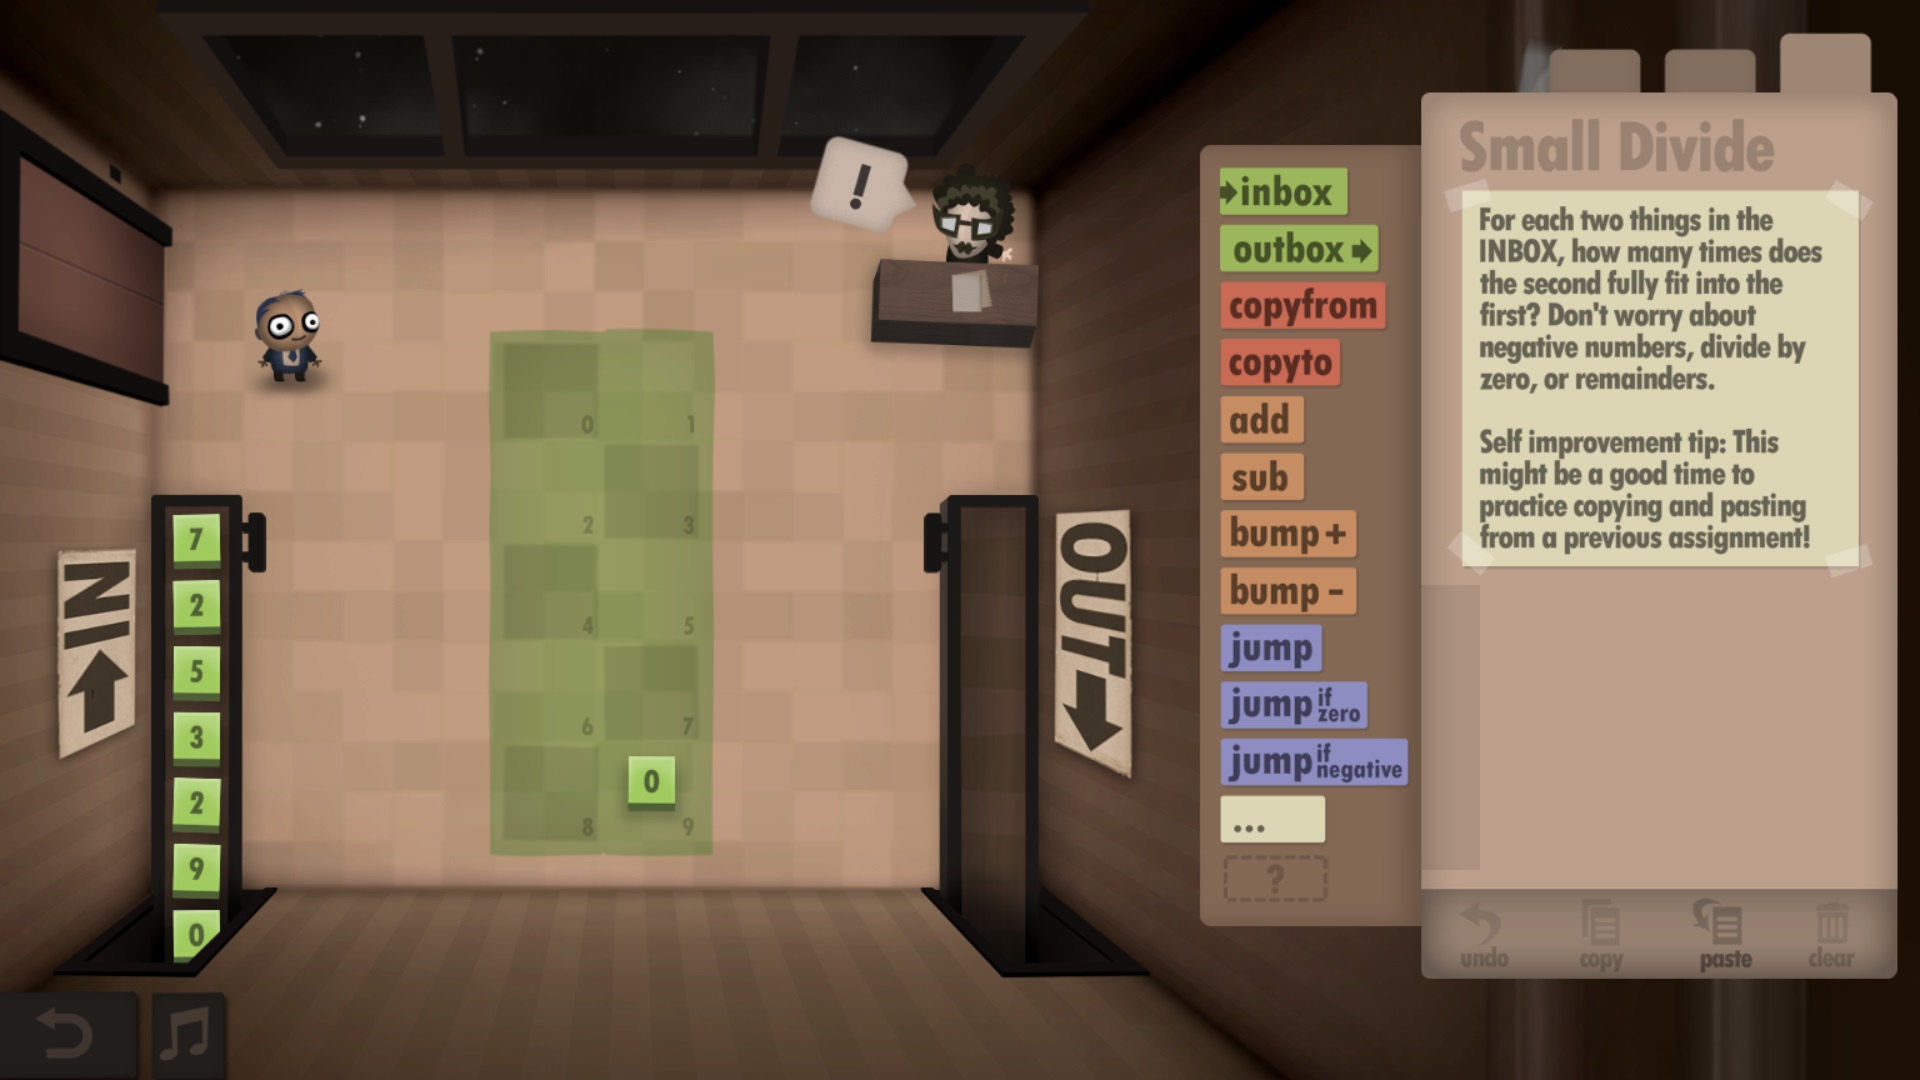 Small Divide
For each two things in the
INBOX, how many times does
the second fully fit into the
first? Don't worry about
negative numbers, divide by
zero, or remainders.
Self improvement tip: This
might be a good time to
practice copying and pasting
from a previous assignment!
inbox
outbox
copyfrom
copyto
add
sub
bump +
bump -
jump
jump if zero
jump if negative
...
?
!
0 1
2 3
4 5
6 7
0
8 9
IN
7
2
5
3
2
9
0
OUT
undo copy paste clear